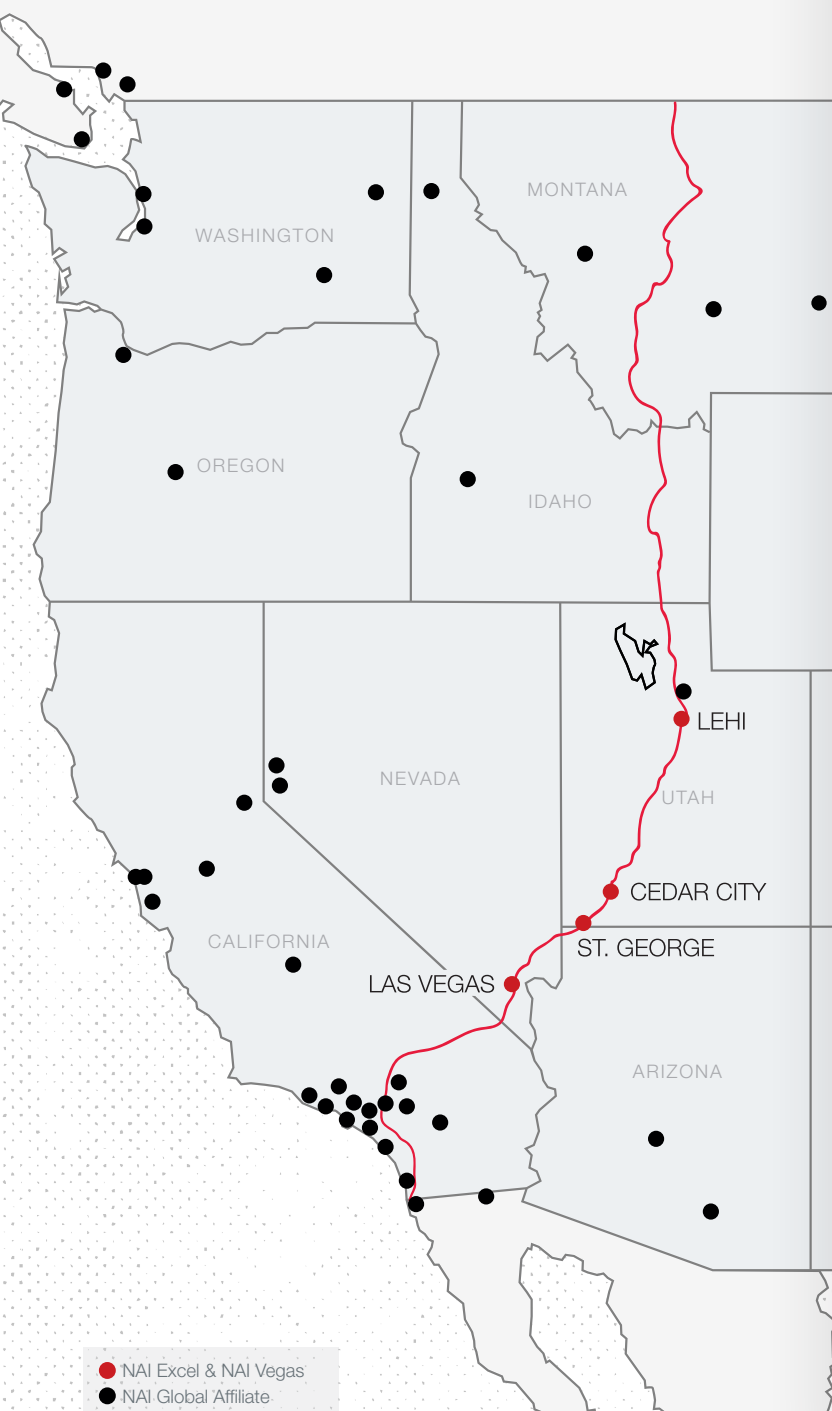 MONTANA
WASHINGTON
OREGON
IDAHO
LEHI
NEVADA
UTAH
CEDAR CITY
CALIFORNIA
ST. GEORGE
LAS VEGAS
ARIZONA
NAI Excel & NAI Vegas
NAI Global Affiliate